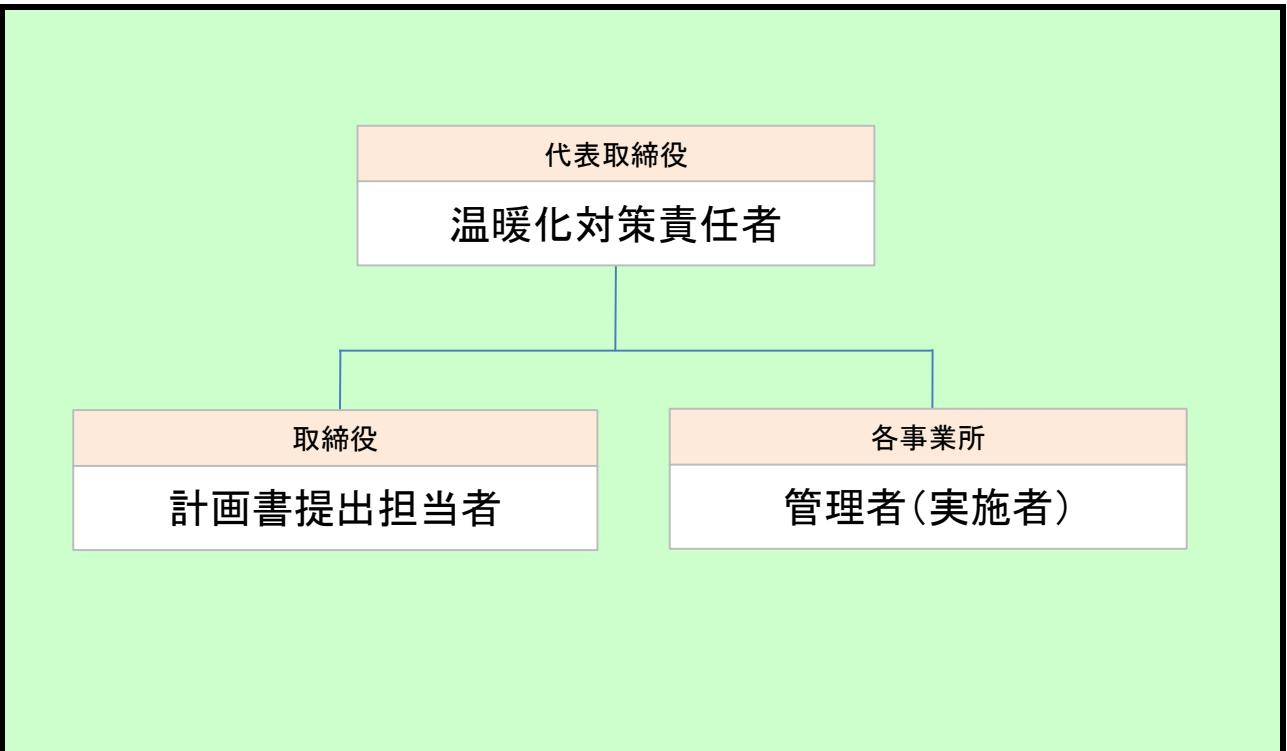 代表取締役
温暖化対策責任者
取締役
計画書提出担当者
各事業所
管理者(実施者)